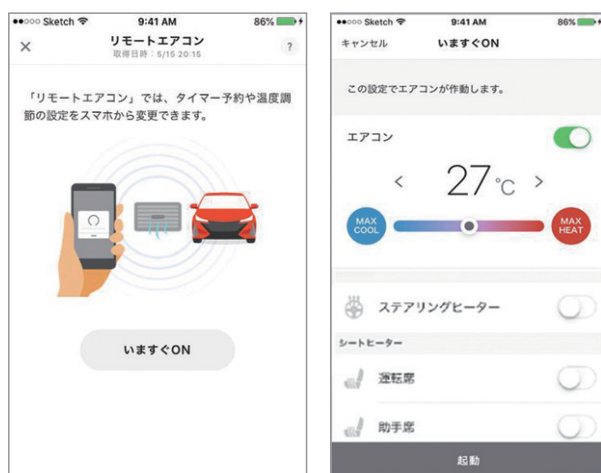 ●●○○○ Sketch 9:41 AM 86%
× リモートエアコン ?
取得日時:5/15 20:15
「リモートエアコン」では、タイマー予約や温度調
節の設定をスマホから変更できます。
いますぐON
●●○○○ Sketch 9:41 AM 86%
キャンセル いますぐON
この設定でエアコンが作動します。
エアコン
< 27℃ >
MAX
COOL
MAX
HEAT
ステアリングヒーター
シートヒーター
運転席
助手席
起動